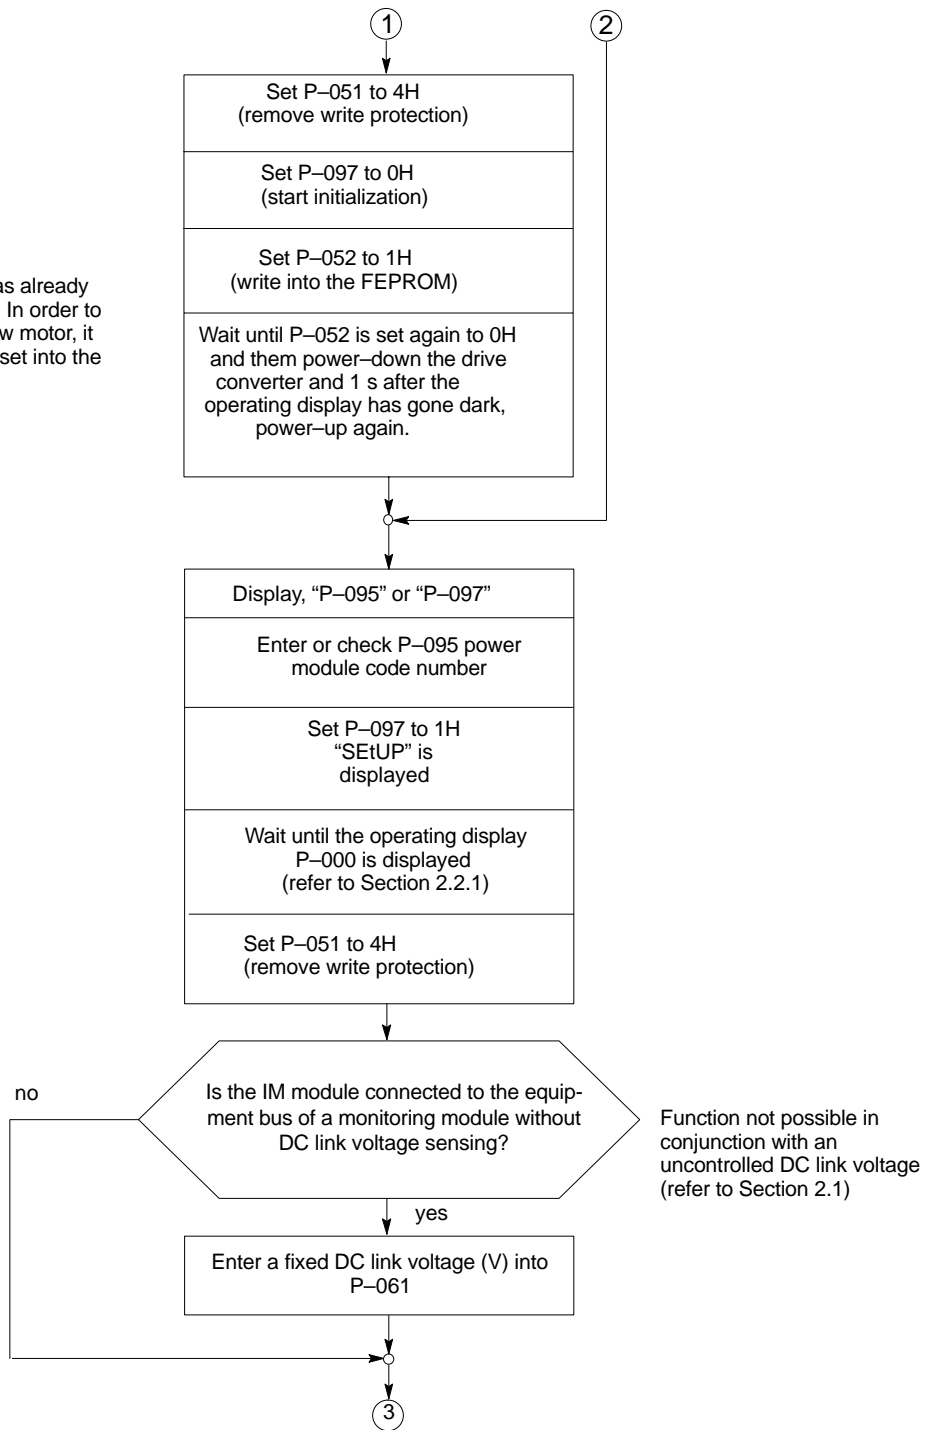 1
2
Set P–051 to 4H
(remove write protection)
Set P–097 to 0H
(start initialization)
Set P–052 to 1H
(write into the FEPROM)
as already
In order to
w motor, it
set into the
Wait until P–052 is set again to 0H
and them power–down the drive
converter and 1 s after the
operating display has gone dark,
power–up again.
Display, “P–095” or “P–097”
Enter or check P–095 power
module code number
Set P–097 to 1H
“SEtUP” is
displayed
Wait until the operating display
P–000 is displayed
(refer to Section 2.2.1)
Set P–051 to 4H
(remove write protection)
no
Is the IM module connected to the equip-
ment bus of a monitoring module without
DC link voltage sensing?
Function not possible in
conjunction with an
uncontrolled DC link voltage
(refer to Section 2.1)
yes
Enter a fixed DC link voltage (V) into
P–061
3